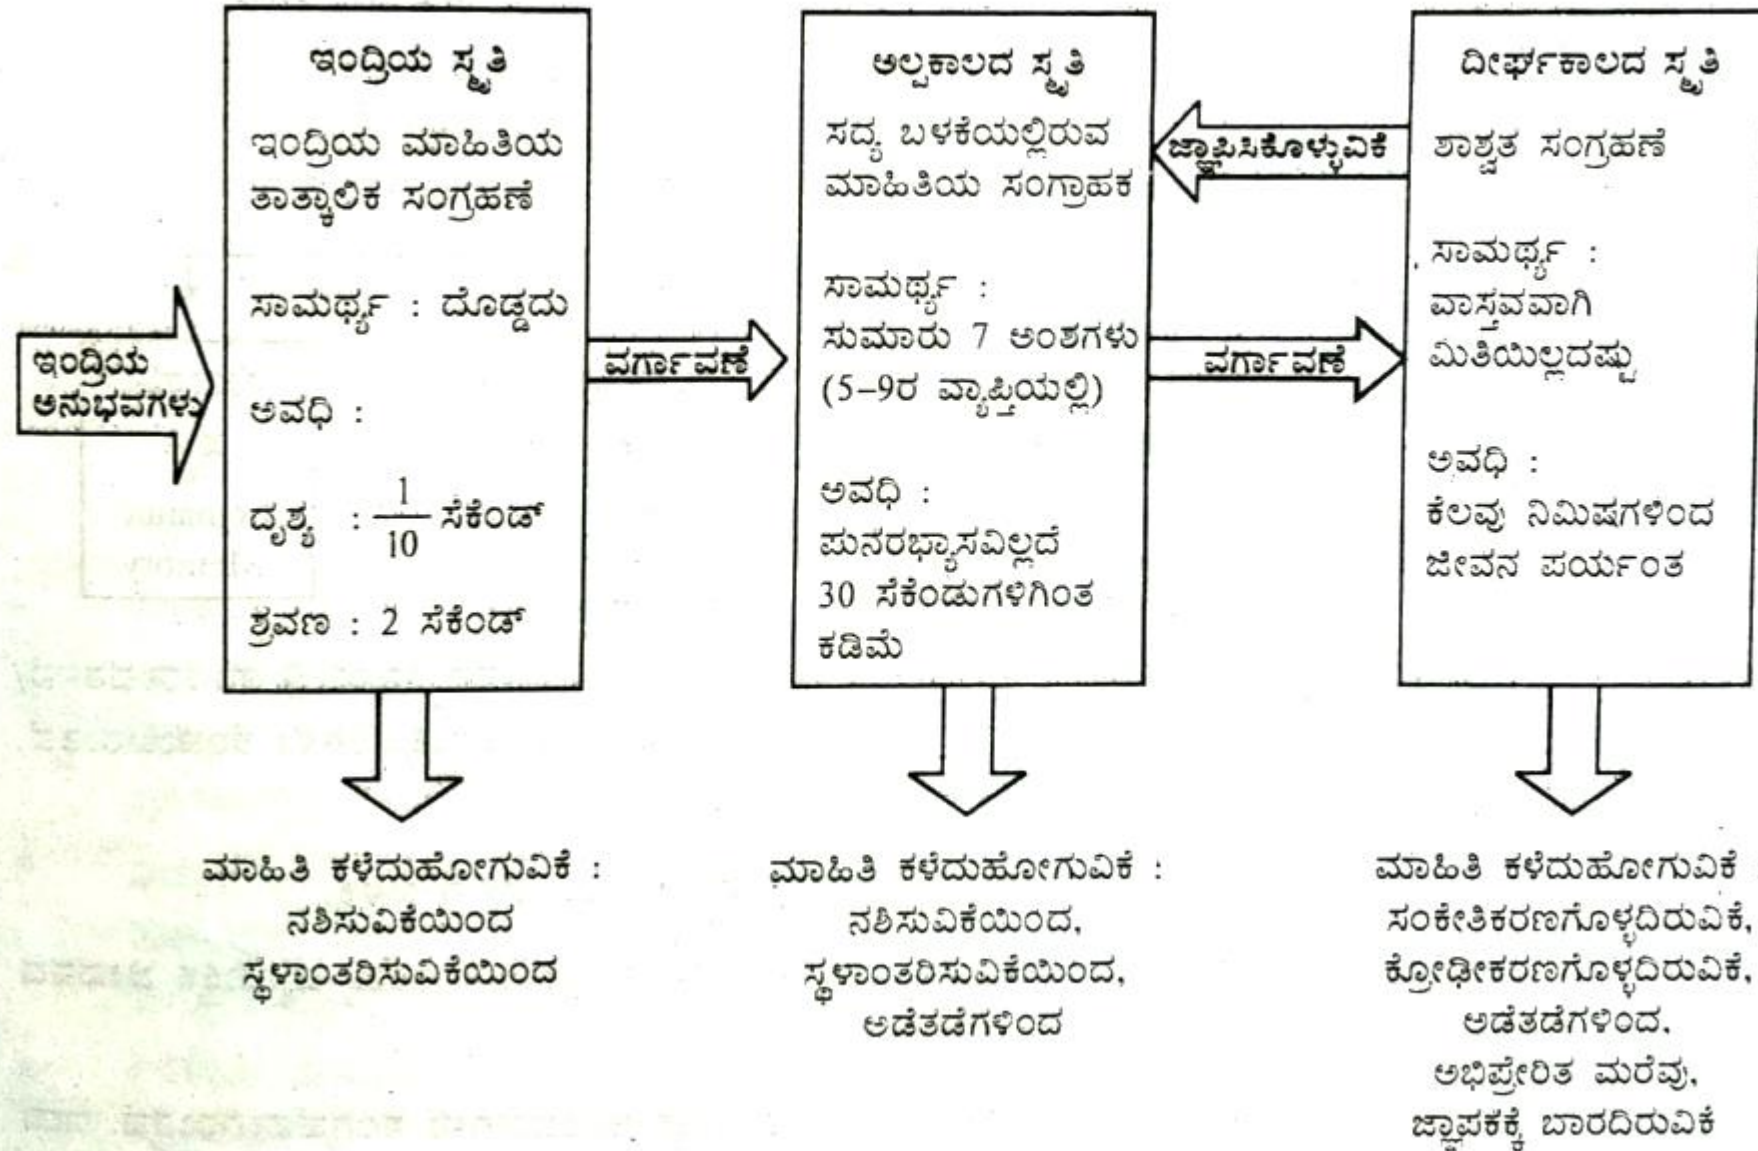 ಇಂದ್ರಿಯ
ಅನುಭವಗಳು
ಇಂದ್ರಿಯ ಸ್ಮೃತಿ
ಇಂದ್ರಿಯ ಮಾಹಿತಿಯ
ತಾತ್ಕಾಲಿಕ ಸಂಗ್ರಹಣೆ
ಸಾಮರ್ಥ್ಯ : ದೊಡ್ಡದು
ಅವಧಿ :
ದೃಶ್ಯ : 1/10 ಸೆಕೆಂಡ್
ಶ್ರವಣ : 2 ಸೆಕೆಂಡ್
ಮಾಹಿತಿ ಕಳೆದುಹೋಗುವಿಕೆ :
ನಶಿಸುವಿಕೆಯಿಂದ
ಸ್ಥಳಾಂತರಿಸುವಿಕೆಯಿಂದ
ವರ್ಗಾವಣೆ
ಅಲ್ಪಕಾಲದ ಸ್ಮೃತಿ
ಸದ್ಯ ಬಳಕೆಯಲ್ಲಿರುವ
ಮಾಹಿತಿಯ ಸಂಗ್ರಾಹಕ
ಸಾಮರ್ಥ್ಯ :
ಸುಮಾರು 7 ಅಂಶಗಳು
(5–9ರ ವ್ಯಾಪ್ತಿಯಲ್ಲಿ)
ಅವಧಿ :
ಪುನರಭ್ಯಾಸವಿಲ್ಲದೆ
30 ಸೆಕೆಂಡುಗಳಿಗಿಂತ
ಕಡಿಮೆ
ಮಾಹಿತಿ ಕಳೆದುಹೋಗುವಿಕೆ :
ನಶಿಸುವಿಕೆಯಿಂದ,
ಸ್ಥಳಾಂತರಿಸುವಿಕೆಯಿಂದ,
ಅಡೆತಡೆಗಳಿಂದ
ಜ್ಞಾಪಿಸಿಕೊಳ್ಳುವಿಕೆ
ವರ್ಗಾವಣೆ
ದೀರ್ಘಕಾಲದ ಸ್ಮೃತಿ
ಶಾಶ್ವತ ಸಂಗ್ರಹಣೆ
ಸಾಮರ್ಥ್ಯ :
ವಾಸ್ತವವಾಗಿ
ಮಿತಿಯಿಲ್ಲದಷ್ಟು
ಅವಧಿ :
ಕೆಲವು ನಿಮಿಷಗಳಿಂದ
ಜೀವನ ಪರ್ಯಂತ
ಮಾಹಿತಿ ಕಳೆದುಹೋಗುವಿಕೆ :
ಸಂಕೇತಿಕರಣಗೊಳ್ಳದಿರುವಿಕೆ,
ಕ್ರೋಢೀಕರಣಗೊಳ್ಳದಿರುವಿಕೆ,
ಅಡೆತಡೆಗಳಿಂದ,
ಅಭಿಪ್ರೇರಿತ ಮರೆವು,
ಜ್ಞಾಪಕಕ್ಕೆ ಬಾರದಿರುವಿಕೆ